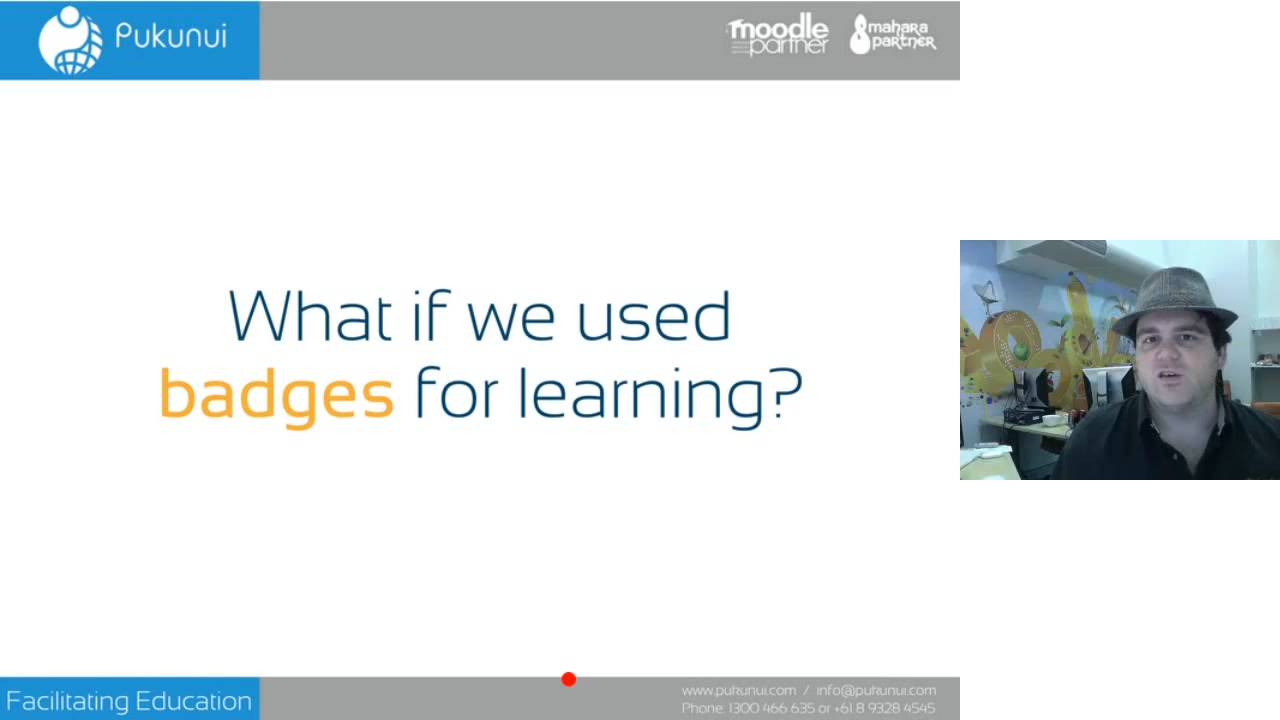 Pukunui
moodle
partner
mahara
partner
What if we used
badges for learning?
Facilitating Education
www.pukunui.com / info@pukunui.com
Phone: 1300 466 635 or +61 8 9328 4545